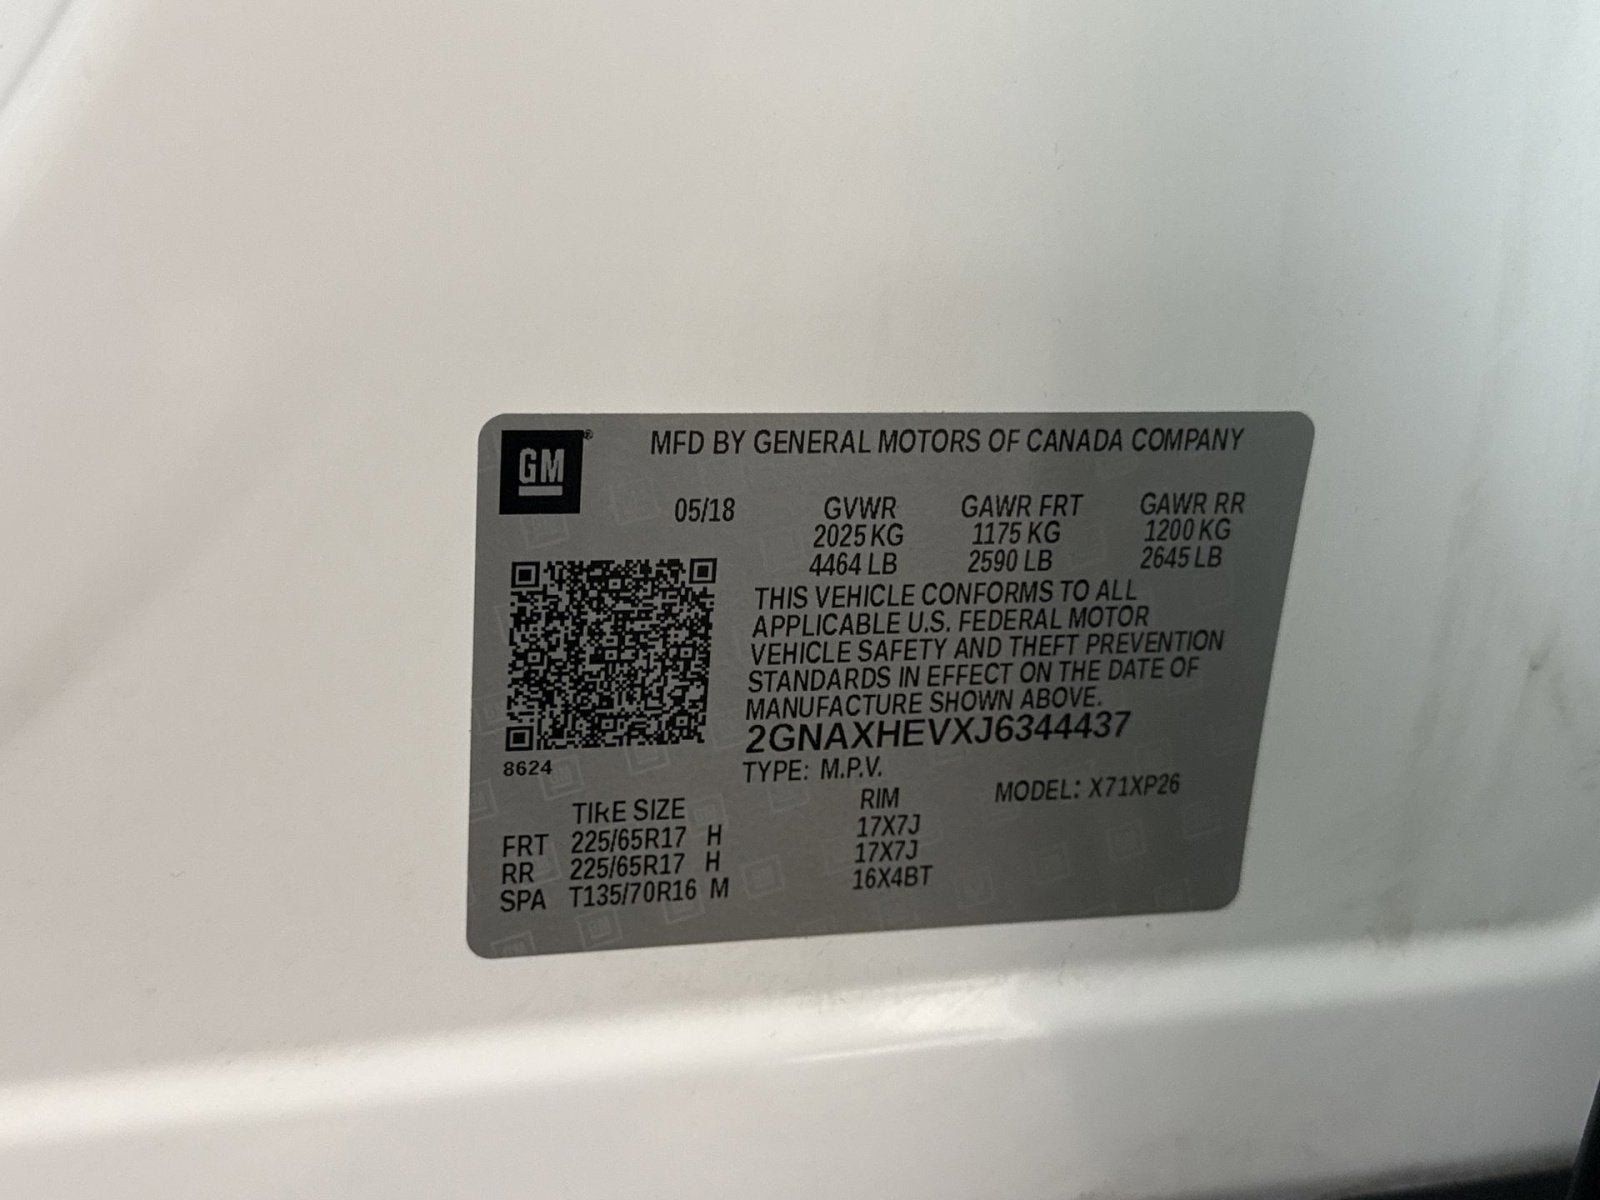 GM®
MFD BY GENERAL MOTORS OF CANADA COMPANY
05/18 GVWR GAWR FRT GAWR RR
2025 KG 1175 KG 1200 KG
4464 LB 2590 LB 2645 LB
THIS VEHICLE CONFORMS TO ALL
APPLICABLE U.S. FEDERAL MOTOR
VEHICLE SAFETY AND THEFT PREVENTION
STANDARDS IN EFFECT ON THE DATE OF
MANUFACTURE SHOWN ABOVE.
2GNAXHEVXJ6344437
8624
TYPE: M.P.V.
MODEL: X71XP26
TIRE SIZE RIM
FRT 225/65R17 H 17X7J
RR 225/65R17 H 17X7J
SPA T135/70R16 M 16X4BT